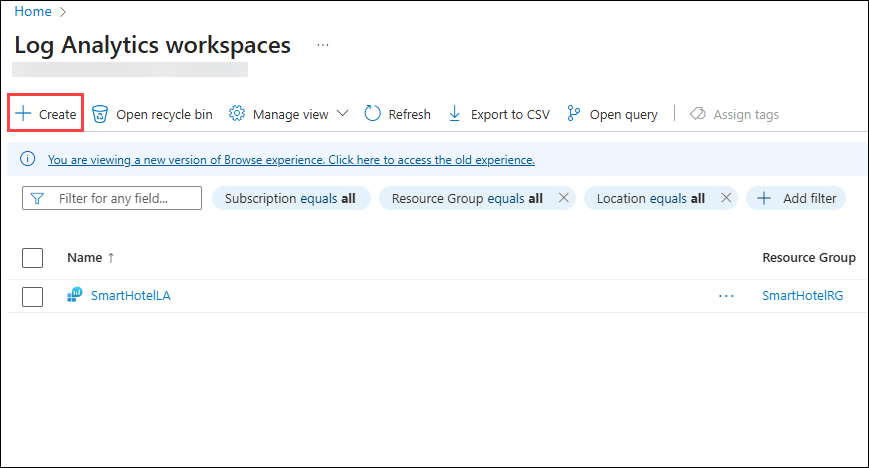 Home >
Log Analytics workspaces ...
Create Open recycle bin Manage view Refresh Export to CSV Open query Assign tags
You are viewing a new version of Browse experience. Click here to access the old experience.
Filter for any field... Subscription equals all Resource Group equals all Location equals all Add filter
Name ↑ Resource Group
SmartHotelLA ... SmartHotelRG